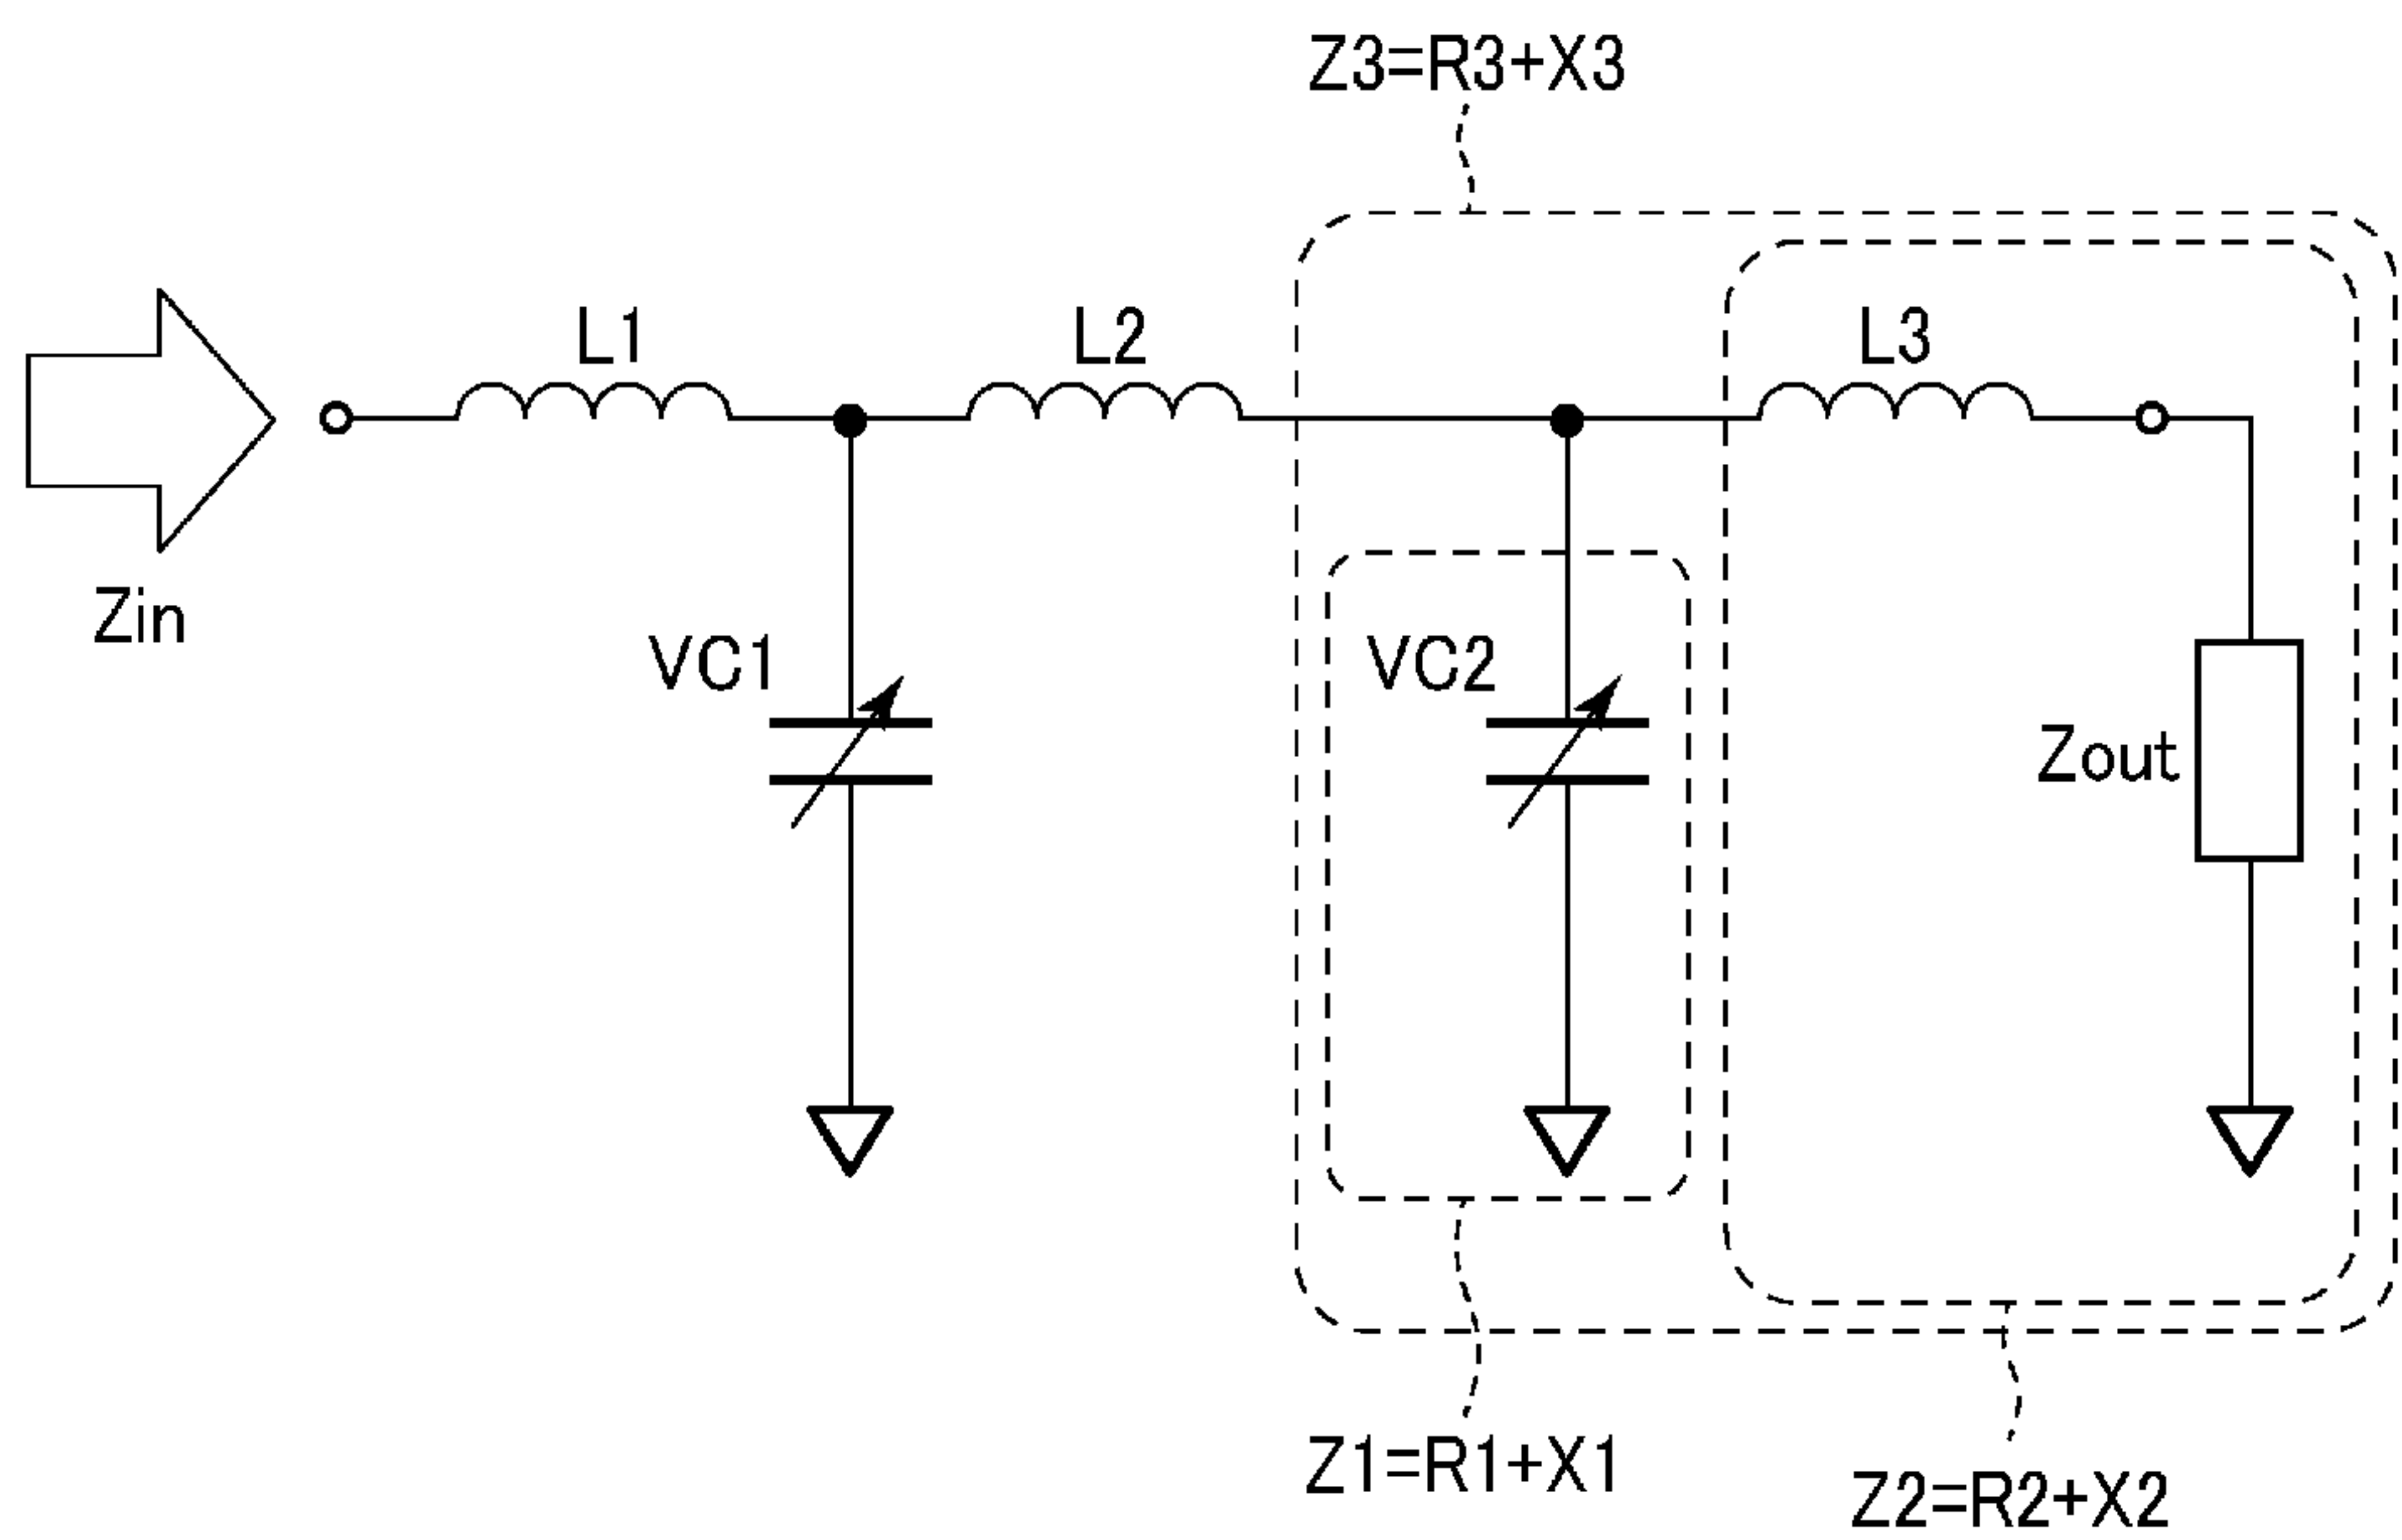 Z3=R3+X3
L1
L2
L3
Zin
VC1
VC2
Zout
Z1=R1+X1
Z2=R2+X2